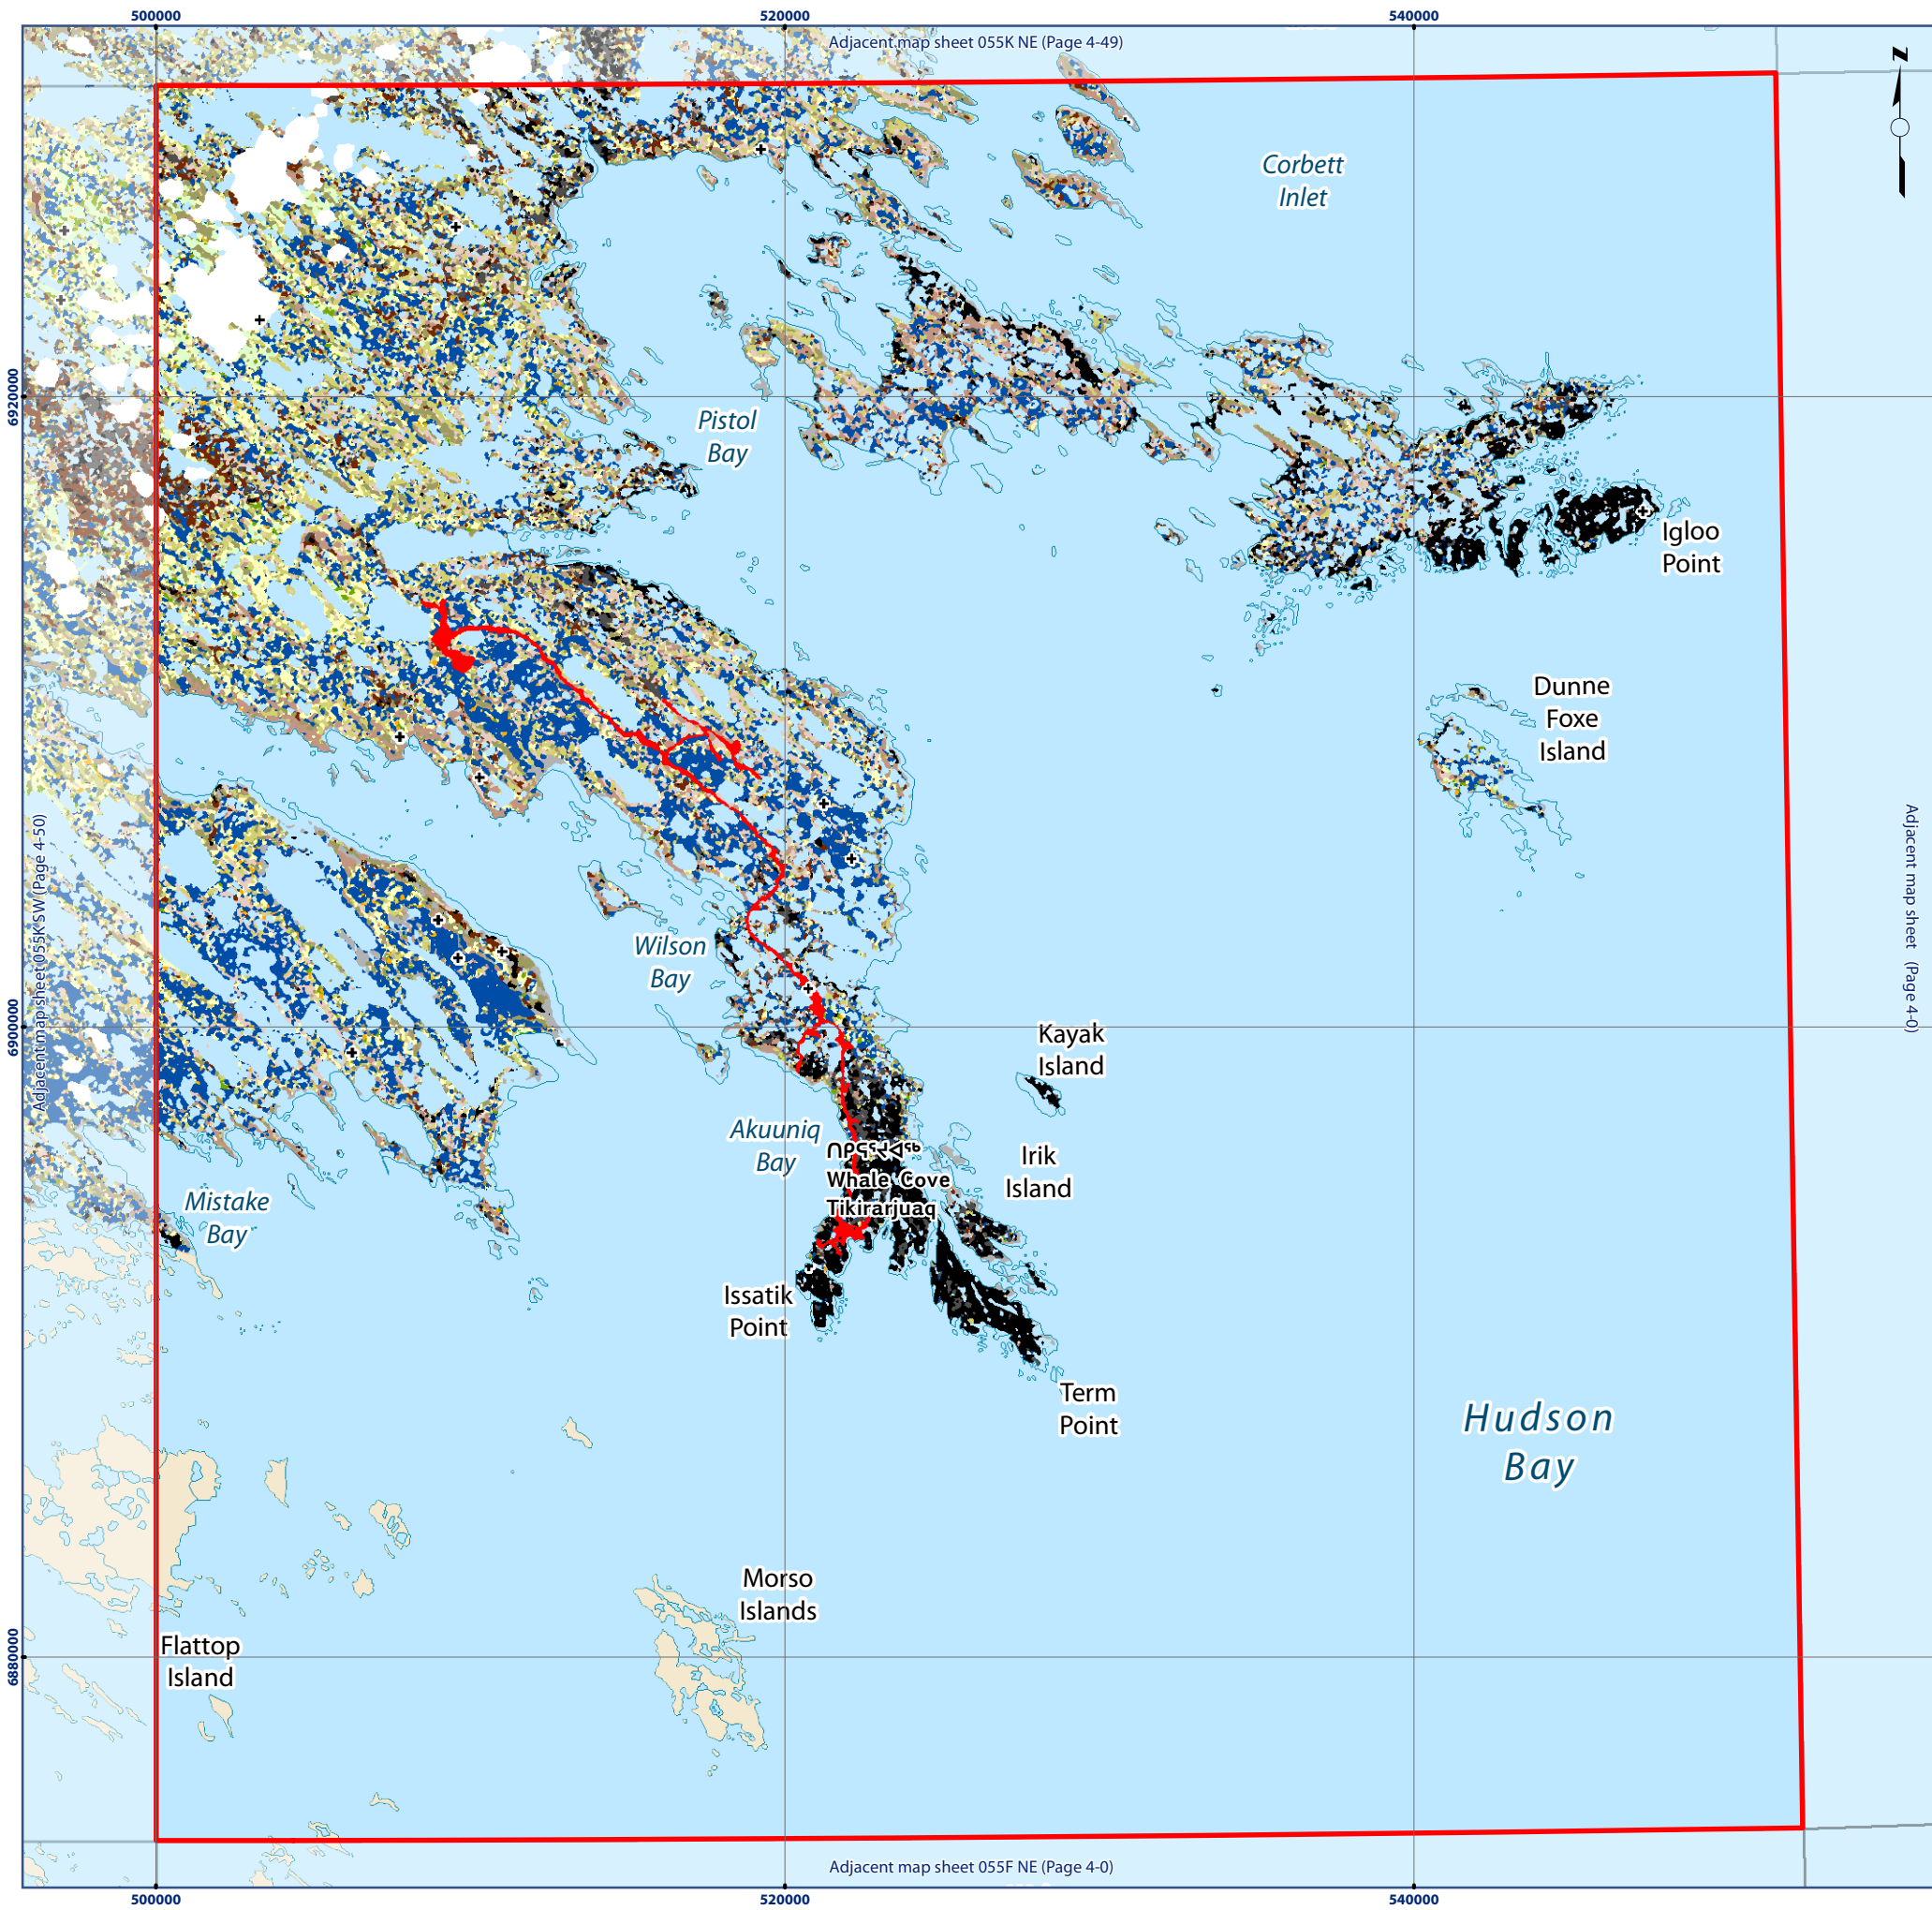 500000
520000
540000
Adjacent map sheet 055K NE (Page 4-49)
N
Corbett
Inlet
6920000
Pistol
Bay
Igloo
Point
Dunne
Foxe
Island
Adjacent map sheet 055K SW (Page 4-50)
Adjacent map sheet (Page 4-0)
Wilson
Bay
6900000
Kayak
Island
Akuuniq
Bay
ᑎᑭᕋᕐᔪᐊᖅ
Whale Cove
Tikirarjuaq
Irik
Island
Mistake
Bay
Issatik
Point
Term
Point
Hudson
Bay
Morso
Islands
Flattop
Island
6880000
Adjacent map sheet 055F NE (Page 4-0)
500000
520000
540000